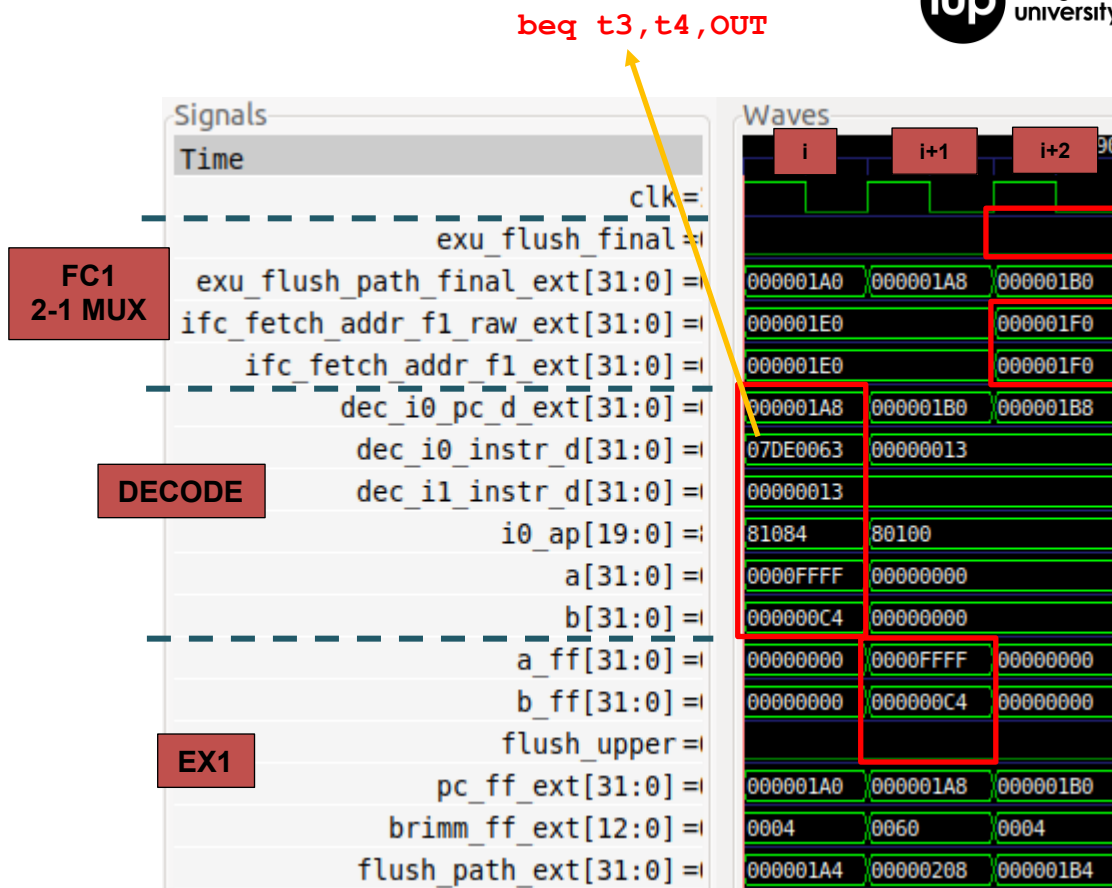 iup
university
beq t3,t4,OUT
Signals
Waves
Time
i
i+1
i+2
clk=
FC1
2-1 MUX
exu_flush_final=
exu_flush_path_final_ext[31:0]=
000001A0 000001A8 000001B0
ifc_fetch_addr_f1_raw_ext[31:0]=
000001E0 000001F0
ifc_fetch_addr_f1_ext[31:0]=
000001E0 000001F0
DECODE
dec_i0_pc_d_ext[31:0]=
000001A8 000001B0 000001B8
dec_i0_instr_d[31:0]=
07DE0063 00000013
dec_i1_instr_d[31:0]=
00000013
i0_ap[19:0]=
81084 80100
a[31:0]=
0000FFFF 00000000
b[31:0]=
000000C4 00000000
EX1
a_ff[31:0]=
00000000 0000FFFF 00000000
b_ff[31:0]=
00000000 000000C4 00000000
flush_upper=
pc_ff_ext[31:0]=
000001A0 000001A8 000001B0
brimm_ff_ext[12:0]=
0004 0060 0004
flush_path_ext[31:0]=
000001A4 00000208 000001B4